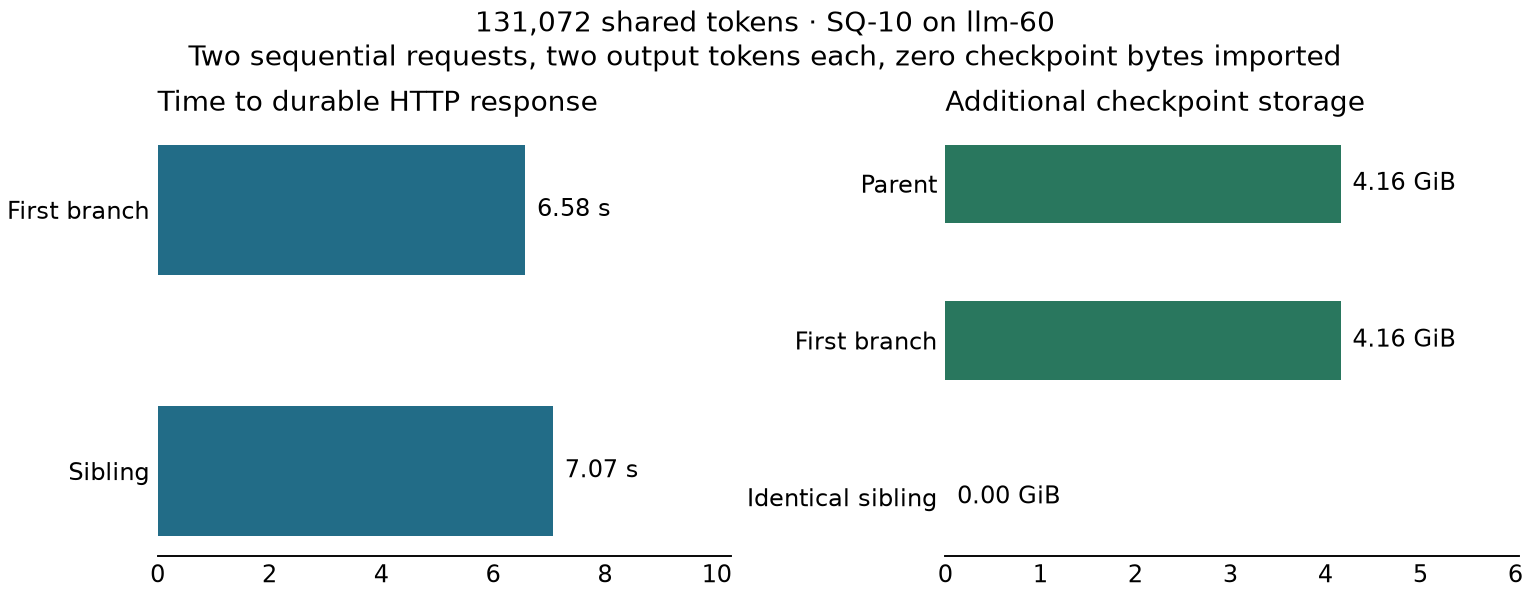 131,072 shared tokens · SQ-10 on llm-60
Two sequential requests, two output tokens each, zero checkpoint bytes imported
Time to durable HTTP response
First branch
6.58 s
Sibling
7.07 s
0 2 4 6 8 10
Additional checkpoint storage
Parent
4.16 GiB
First branch
4.16 GiB
Identical sibling
0.00 GiB
0 1 2 3 4 5 6